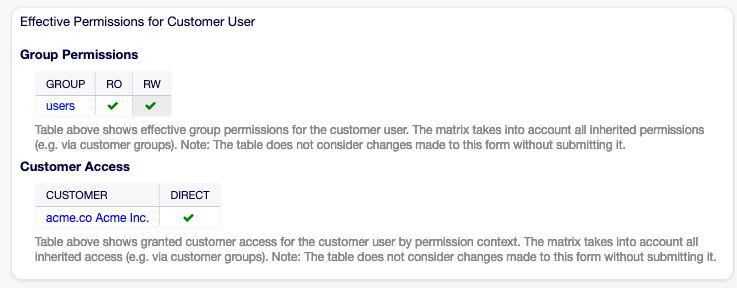 Effective Permissions for Customer User
Group Permissions
GROUP RO RW
users
Table above shows effective group permissions for the customer user. The matrix takes into account all inherited permissions
(e.g. via customer groups). Note: The table does not consider changes made to this form without submitting it.
Customer Access
CUSTOMER DIRECT
acme.co Acme Inc.
Table above shows granted customer access for the customer user by permission context. The matrix takes into account all
inherited access (e.g. via customer groups). Note: The table does not consider changes made to this form without submitting it.